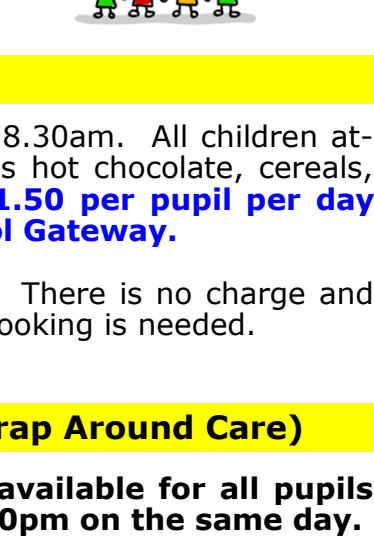 8.30am. All children at-
s hot chocolate, cereals,
1.50 per pupil per day
ol Gateway.
There is no charge and
ooking is needed.
rap Around Care)
available for all pupils
0pm on the same day.